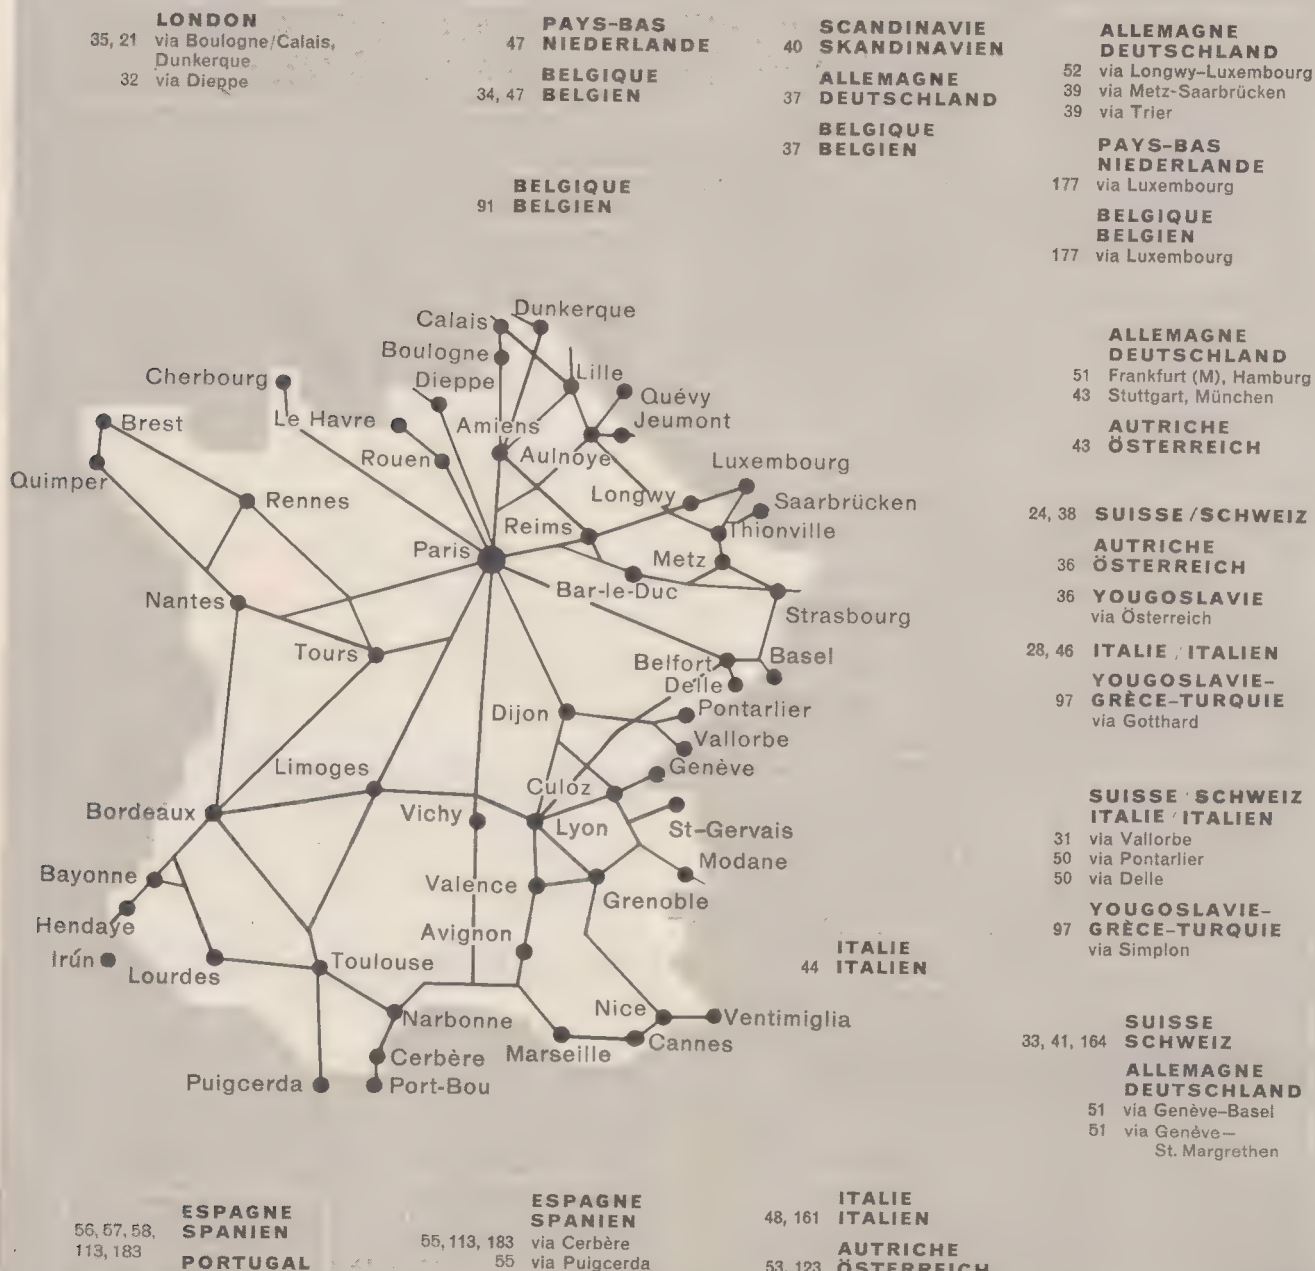 LONDON
35, 21 via Boulogne/Calais,
Dunkerque
32 via Dieppe
PAYS-BAS
47 NIEDERLANDE
BELGIQUE
34, 47 BELGIEN
SCANDINAVIE
40 SKANDINAVIEN
ALLEMAGNE
37 DEUTSCHLAND
BELGIQUE
37 BELGIEN
ALLEMAGNE
DEUTSCHLAND
52 via Longwy-Luxembourg
39 via Metz-Saarbrücken
39 via Trier
PAYS-BAS
NIEDERLANDE
177 via Luxembourg
BELGIQUE
BELGIEN
177 via Luxembourg
BELGIQUE
91 BELGIEN
Calais
Dunkerque
Boulogne
Dieppe
Lille
Cherbourg
Quévy
Le Havre
Amiens
Jeumont
Brest
Rouen
Aulnoye
Luxembourg
Quimper
Rennes
Longwy
Saarbrücken
Reims
Thionville
Paris
Metz
Nantes
Bar-le-Duc
Strasbourg
Tours
Belfort
Basel
Delle
Dijon
Pontarlier
Vallorbe
Limoges
Culoz
Genève
Bordeaux
Vichy
Lyon
St-Gervais
Modane
Bayonne
Valence
Grenoble
Hendaye
Avignon
Irún
Lourdes
Toulouse
Nice
Ventimiglia
Narbonne
Marseille
Cannes
Cerbère
Puigcerda
Port-Bou
ALLEMAGNE
DEUTSCHLAND
51 Frankfurt (M), Hamburg
43 Stuttgart, München
AUTRICHE
43 ÖSTERREICH
24, 38 SUISSE/SCHWEIZ
AUTRICHE
36 ÖSTERREICH
36 YOUGOSLAVIE
via Österreich
28, 46 ITALIE/ITALIEN
YOUGOSLAVIE-
97 GRÈCE-TURQUIE
via Gotthard
SUISSE/SCHWEIZ
ITALIE/ITALIEN
31 via Vallorbe
50 via Pontarlier
50 via Delle
YOUGOSLAVIE-
97 GRÈCE-TURQUIE
via Simplon
ITALIE
44 ITALIEN
SUISSE
33, 41, 164 SCHWEIZ
ALLEMAGNE
DEUTSCHLAND
51 via Genève-Basel
51 via Genève—
St. Margrethen
ESPAGNE
56, 57, 58, SPANIEN
113, 183
PORTUGAL
ESPAGNE
SPANIEN
55, 113, 183 via Cerbère
55 via Puigcerda
ITALIE
48, 161 ITALIEN
AUTRICHE
53, 123 ÖSTERREICH